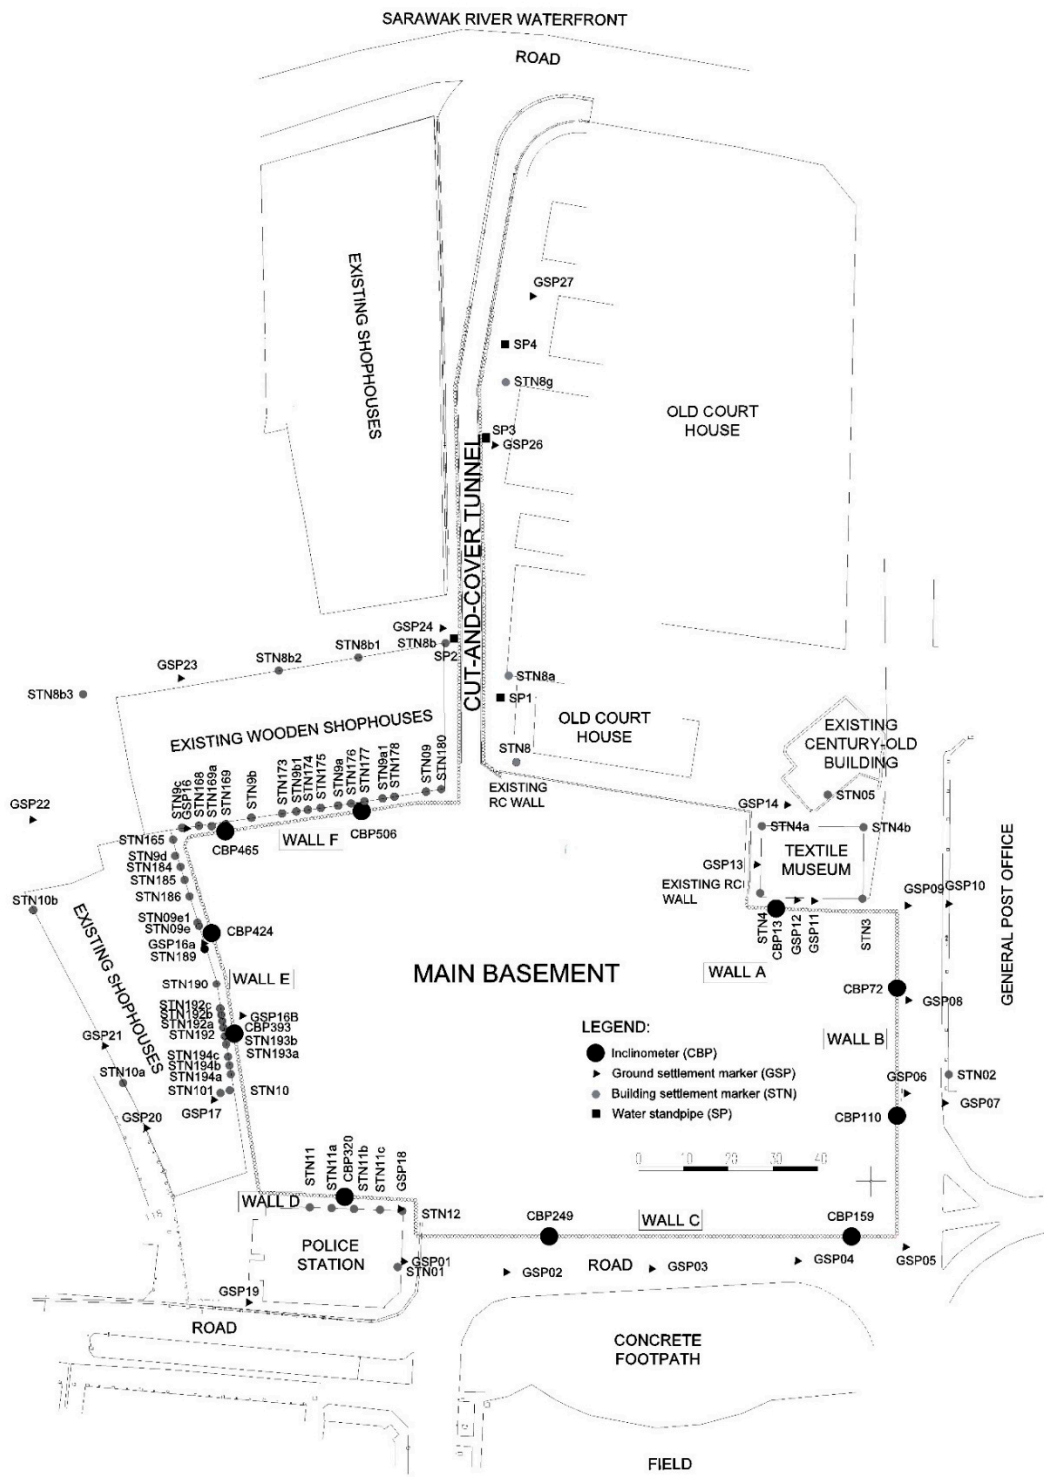 SARAWAK RIVER WATERFRONT
ROAD
EXISTING SHOPHOUSES
GSP27
SP4
STN8g
OLD COURT
HOUSE
SP3
GSP26
CUT-AND-COVER TUNNEL
GSP24
STN8b
SP2
STN8b1
STN8b2
GSP23
STN8b3
STN8a
SP1
EXISTING WOODEN SHOPHOUSES
OLD COURT
HOUSE
STN8
EXISTING
RC WALL
EXISTING
CENTURY-OLD
BUILDING
STN05
GSP14
STN4a
STN4b
TEXTILE
MUSEUM
GSP13
EXISTING RC
WALL
STN4
CBP13
GSP12
GSP11
STN3
GSP09
GSP10
GENERAL POST OFFICE
GSP22
STN9c
GSP16
STN168
STN169a
STN169
STN9b
STN173
STN9b1
STN174
STN175
STN9a
STN176
STN177
STN9a1
STN178
STN09
STN180
STN165
CBP465
WALL F
CBP506
STN9d
STN184
STN185
STN186
STN10b
STN09e1
STN09e
CBP424
GSP16a
STN189
EXISTING SHOPHOUSES
STN190
WALL E
MAIN BASEMENT
WALL A
CBP72
GSP08
STN192c
STN192b
STN192a
STN192
GSP16B
CBP393
STN193b
STN193a
GSP21
STN194c
STN194b
STN194a
STN10a
STN101
STN10
GSP17
GSP20
LEGEND:
Inclinometer (CBP)
Ground settlement marker (GSP)
Building settlement marker (STN)
Water standpipe (SP)
WALL B
GSP06
STN02
GSP07
CBP110
0 10 20 30 40
STN11
STN11a
CBP320
STN11b
STN11c
GSP18
WALL D
STN12
CBP249
WALL C
CBP159
POLICE
STATION
GSP01
STN01
GSP02
ROAD
GSP03
GSP04
GSP05
GSP19
ROAD
CONCRETE
FOOTPATH
FIELD